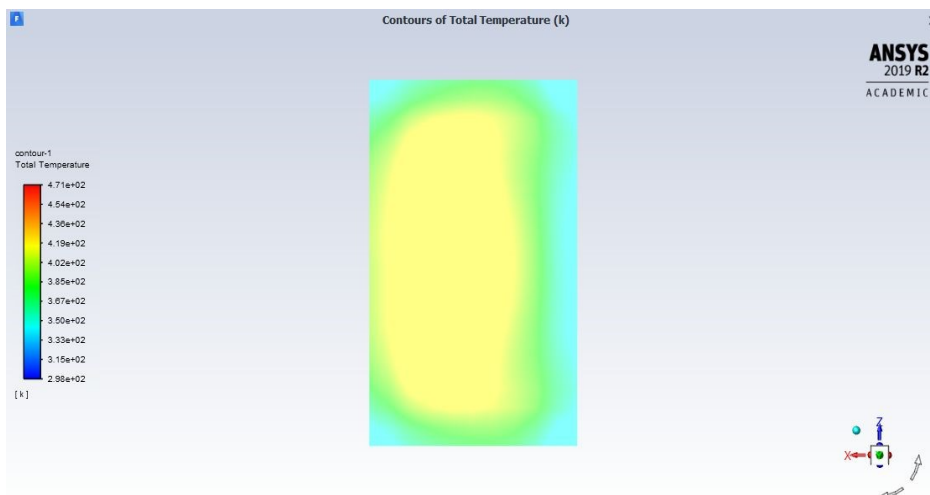 F
Contours of Total Temperature (k)
ANSYS
2019 R2
ACADEMIC
contour-1
Total Temperature
4.71e+02
4.54e+02
4.36e+02
4.19e+02
4.02e+02
3.85e+02
3.67e+02
3.50e+02
3.33e+02
3.15e+02
2.98e+02
[ k ]
Z
X